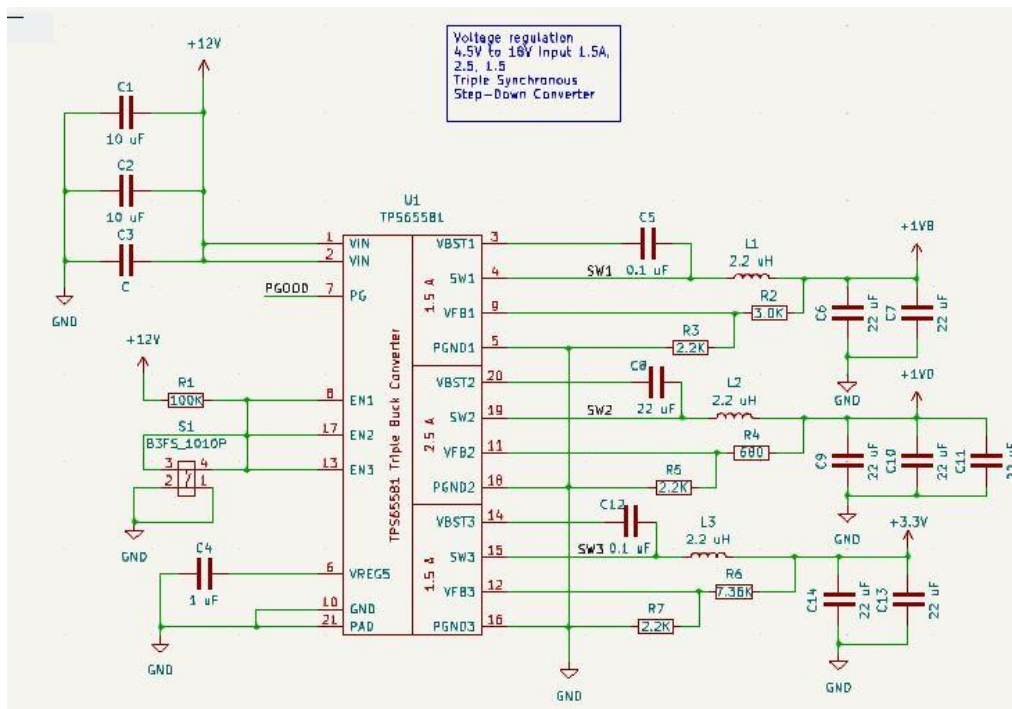 Voltage regulation
4.5V to 18V Input 1.5A,
2.5, 1.5
Triple Synchronous
Step-Down Converter
+12V
C1
10 uF
C2
10 uF
C3
C
GND
U1
TPS65581
TPS65581 Triple Buck Converter
1.5 A
2.5 A
1.5 A
1 VIN
2 VIN
PGOOD 7 PG
+12V
R1
100K
8 EN1
17 EN2
13 EN3
S1
B3FS_1010P
3 4
2 1
GND
C4
1 uF
6 VREG5
10 GND
21 PAD
GND
VBST1 3
SW1 4
VFB1 9
PGND1 5
VBST2 20
SW2 19
VFB2 11
PGND2 18
VBST3 14
SW3 15
VFB3 12
PGND3 16
C5
0.1 uF
SW1
L1
2.2 uH
R2
3.0K
R3
2.2K
+1V8
C6
22 uF
C7
22 uF
GND
C8
22 uF
SW2
L2
2.2 uH
R4
680
R5
2.2K
+1V0
C9
22 uF
C10
22 uF
C11
22 uF
GND
C12
0.1 uF
SW3
L3
2.2 uH
R6
7.36K
R7
2.2K
+3.3V
C14
22 uF
C13
22 uF
GND
GND